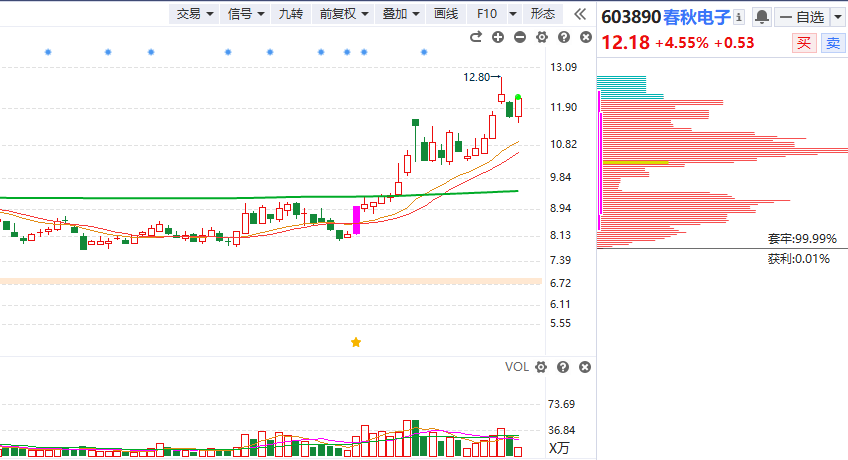 交易 信号 九转 前复权 叠加 画线 F10 形态
603890 春秋电子 自选
12.18 +4.55% +0.53 买 卖
13.09
12.80
11.90
10.82
9.84
8.94
8.13
7.39
6.72
6.11
5.55
套牢:99.99%
获利:0.01%
VOL
73.69
36.84
X万